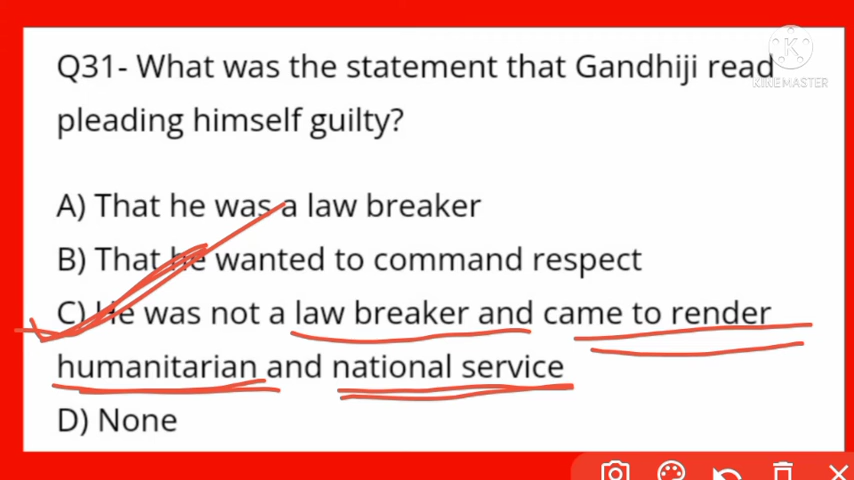 Q31- What was the statement that Gandhiji read
KINEMASTER
pleading himself guilty?
A) That he was a law breaker
B) That he wanted to command respect
C) He was not a law breaker and came to render
humanitarian and national service
D) None